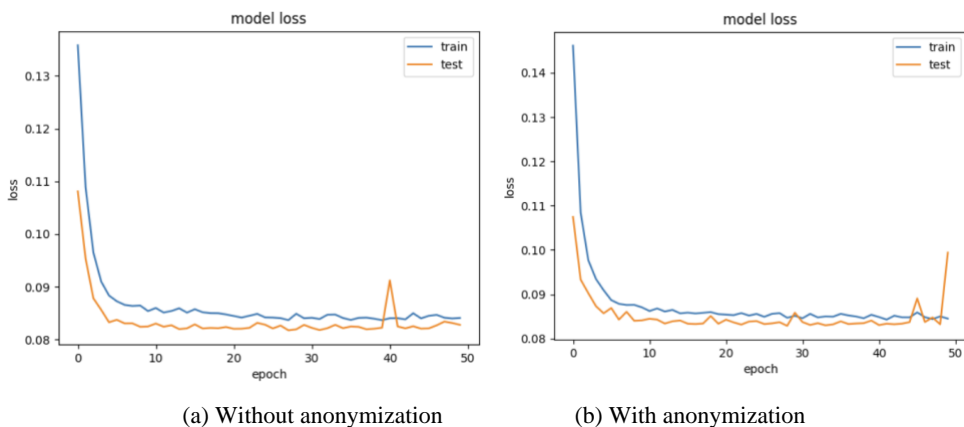 model loss
train
test
0.13
0.12
0.11
0.10
0.09
0.08
loss
0
10
20
30
40
50
epoch
(a) Without anonymization
model loss
train
test
0.14
0.13
0.12
0.11
0.10
0.09
0.08
loss
0
10
20
30
40
50
epoch
(b) With anonymization